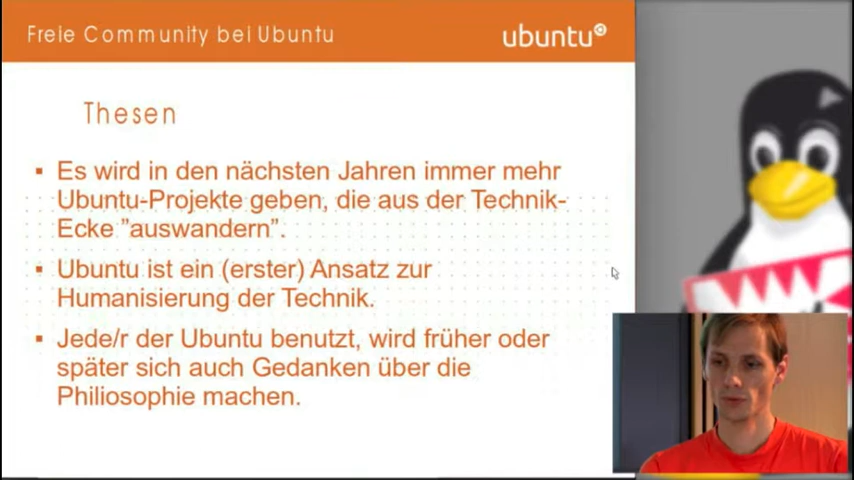 Freie Community bei Ubuntu
ubuntu
Thesen
▪ Es wird in den nächsten Jahren immer mehr
Ubuntu-Projekte geben, die aus der Technik-
Ecke ”auswandern”.
▪ Ubuntu ist ein (erster) Ansatz zur
Humanisierung der Technik.
▪ Jede/r der Ubuntu benutzt, wird früher oder
später sich auch Gedanken über die
Philiosophie machen.